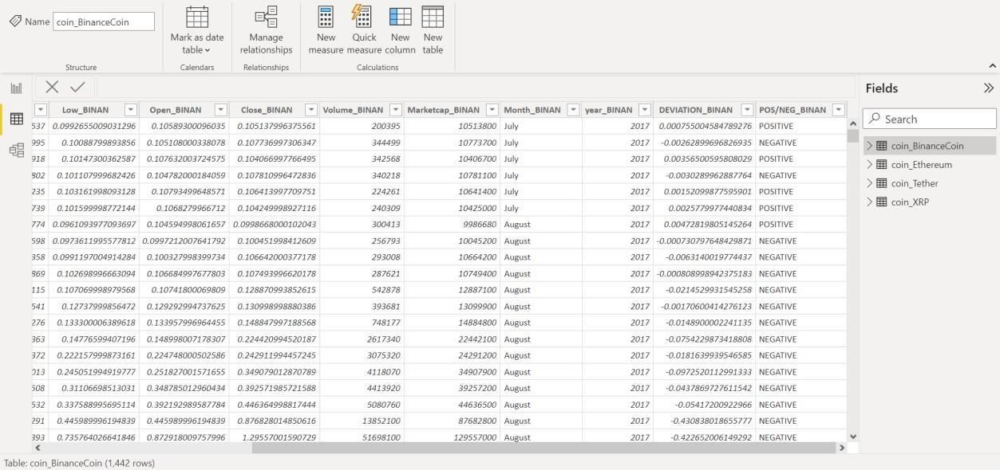 Name coin_BinanceCoin
Mark as date
table
Manage
relationships
New
measure
Quick
measure
New
column
New
table
Structure
Calendars
Relationships
Calculations
Fields
Search
coin_BinanceCoin
coin_Ethereum
coin_Tether
coin_XRP
Low_BINAN Open_BINAN Close_BINAN Volume_BINAN Marketcap_BINAN Month_BINAN year_BINAN DEVIATION_BINAN POS/NEG_BINAN
537 0.0992655009031296 0.10589300096035 0.105137996375561 200395 10513800 July 2017 0.000755004584789276 POSITIVE
995 0.10088799893856 0.105108000338078 0.107736997306347 344499 10773700 July 2017 -0.00262899696826935 NEGATIVE
918 0.10147300362587 0.107632003724575 0.104066997766495 342568 10406700 July 2017 0.00356500595808029 POSITIVE
802 0.101107999682426 0.104782000184059 0.107810996472836 340218 10781100 July 2017 -0.0030289962887764 NEGATIVE
235 0.103161998093128 0.10793499648571 0.106413997709751 224261 10641400 July 2017 0.00152099877595901 POSITIVE
739 0.101599998772144 0.1068279966712 0.104249998927116 240309 10425000 July 2017 0.0025779977440834 POSITIVE
774 0.0961093977093697 0.104594998061657 0.0998668000102043 300413 9986680 August 2017 0.00472819805145264 POSITIVE
598 0.0973611995577812 0.0997212007641792 0.100451998412609 256793 10045200 August 2017 -0.000730797648429871 NEGATIVE
358 0.0991197004914284 0.100327998399734 0.106642000377178 293008 10664200 August 2017 -0.0063140019774437 NEGATIVE
869 0.102698996663094 0.106684997677803 0.107493996620178 287621 10749400 August 2017 -0.000808998942375183 NEGATIVE
115 0.107069998979568 0.10741800069809 0.128870993852615 542878 12887100 August 2017 -0.0214529931545258 NEGATIVE
541 0.12737999856472 0.129292994737625 0.130998998880386 393681 13099900 August 2017 -0.00170600414276123 NEGATIVE
276 0.133300006389618 0.133957996964455 0.148847997188568 748177 14884800 August 2017 -0.0148900002241135 NEGATIVE
363 0.14776599407196 0.148998007178307 0.224420994520187 2617340 22442100 August 2017 -0.0754229873418808 NEGATIVE
372 0.222157999873161 0.224748000502586 0.242911994457245 3075320 24291200 August 2017 -0.0181639939546585 NEGATIVE
013 0.245051994919777 0.251827001571655 0.349079012870789 4118070 34907900 August 2017 -0.0972520112991333 NEGATIVE
508 0.31106698513031 0.348785012960434 0.392571985721588 4413920 39257200 August 2017 -0.0437869727611542 NEGATIVE
532 0.337588995695114 0.392192989587784 0.446364998817444 5080760 44636500 August 2017 -0.05417200922966 NEGATIVE
291 0.445989996194839 0.445989996194839 0.876828014850616 13852100 87682800 August 2017 -0.430838018655777 NEGATIVE
393 0.735764026641846 0.872918009757996 1.29557001590729 51698100 129557000 August 2017 -0.422652006149292 NEGATIVE
Table: coin_BinanceCoin (1,442 rows)